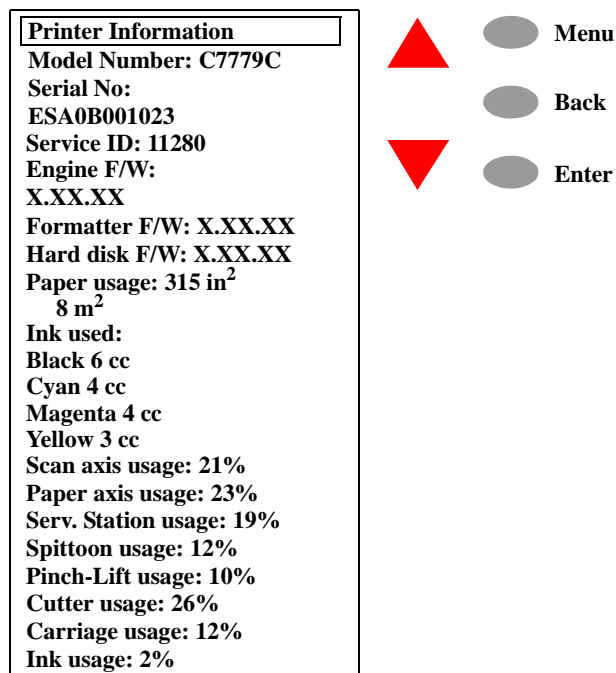 Printer Information
Model Number: C7779C
Serial No:
ESA0B001023
Service ID: 11280
Engine F/W:
X.XX.XX
Formatter F/W: X.XX.XX
Hard disk F/W: X.XX.XX
Paper usage: 315 in²
8 m²
Ink used:
Black 6 cc
Cyan 4 cc
Magenta 4 cc
Yellow 3 cc
Scan axis usage: 21%
Paper axis usage: 23%
Serv. Station usage: 19%
Spittoon usage: 12%
Pinch-Lift usage: 10%
Cutter usage: 26%
Carriage usage: 12%
Ink usage: 2%
Menu
Back
Enter